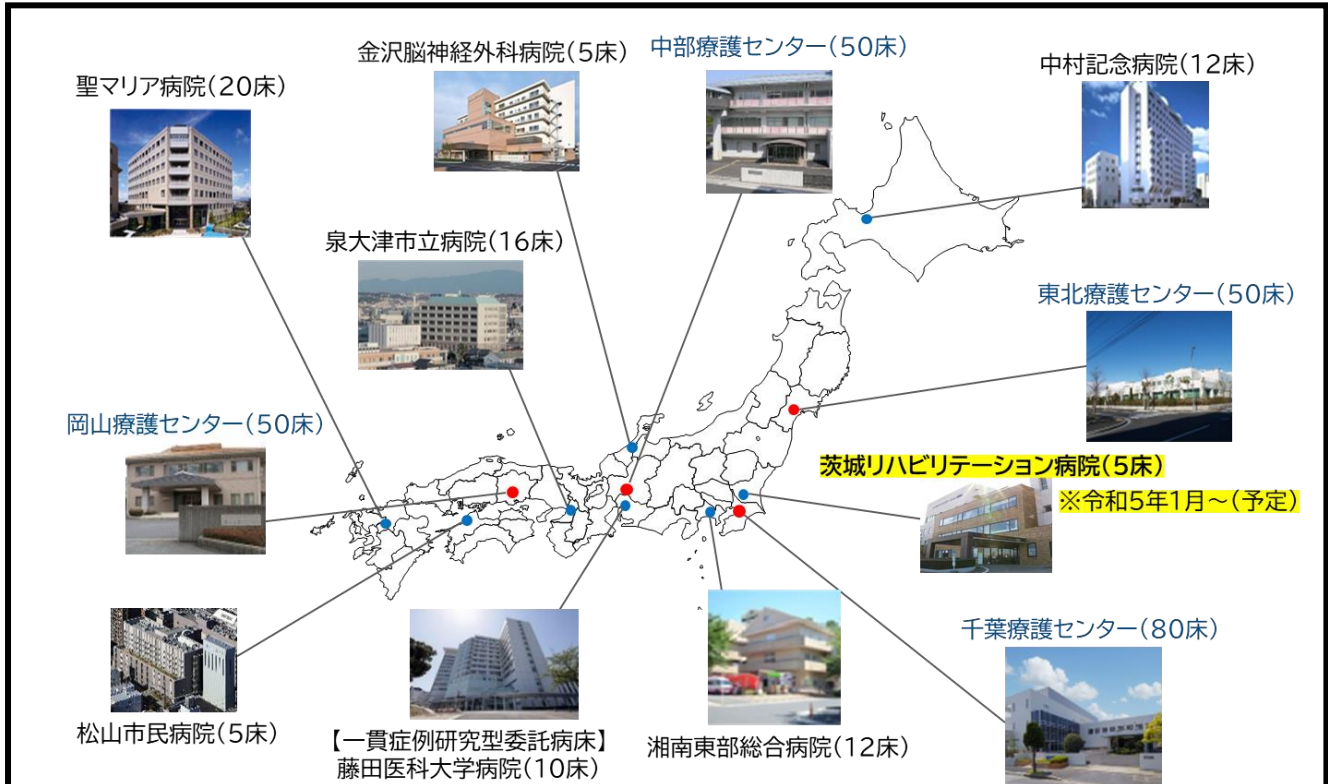 金沢脳神経外科病院(5床)
中部療護センター(50床)
中村記念病院(12床)
聖マリア病院(20床)
泉大津市立病院(16床)
東北療護センター(50床)
岡山療護センター(50床)
茨城リハビリテーション病院(5床)
※令和5年1月~(予定)
千葉療護センター(80床)
松山市民病院(5床)
【一貫症例研究型委託病床】
藤田医科大学病院(10床)
湘南東部総合病院(12床)